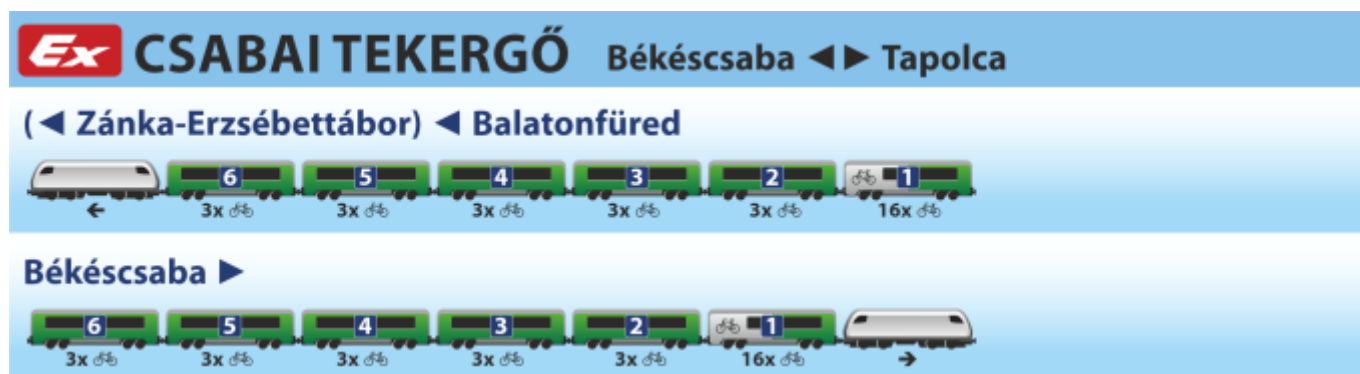 Ex CSABAI TEKERGŐ Békéscsaba ◄► Tapolca
(◄ Zánka-Erzsébettábor) ◄ Balatonfüred
6 5 4 3 2 1
← 3x 3x 3x 3x 3x 16x
Békéscsaba ►
6 5 4 3 2 1
3x 3x 3x 3x 3x 16x →